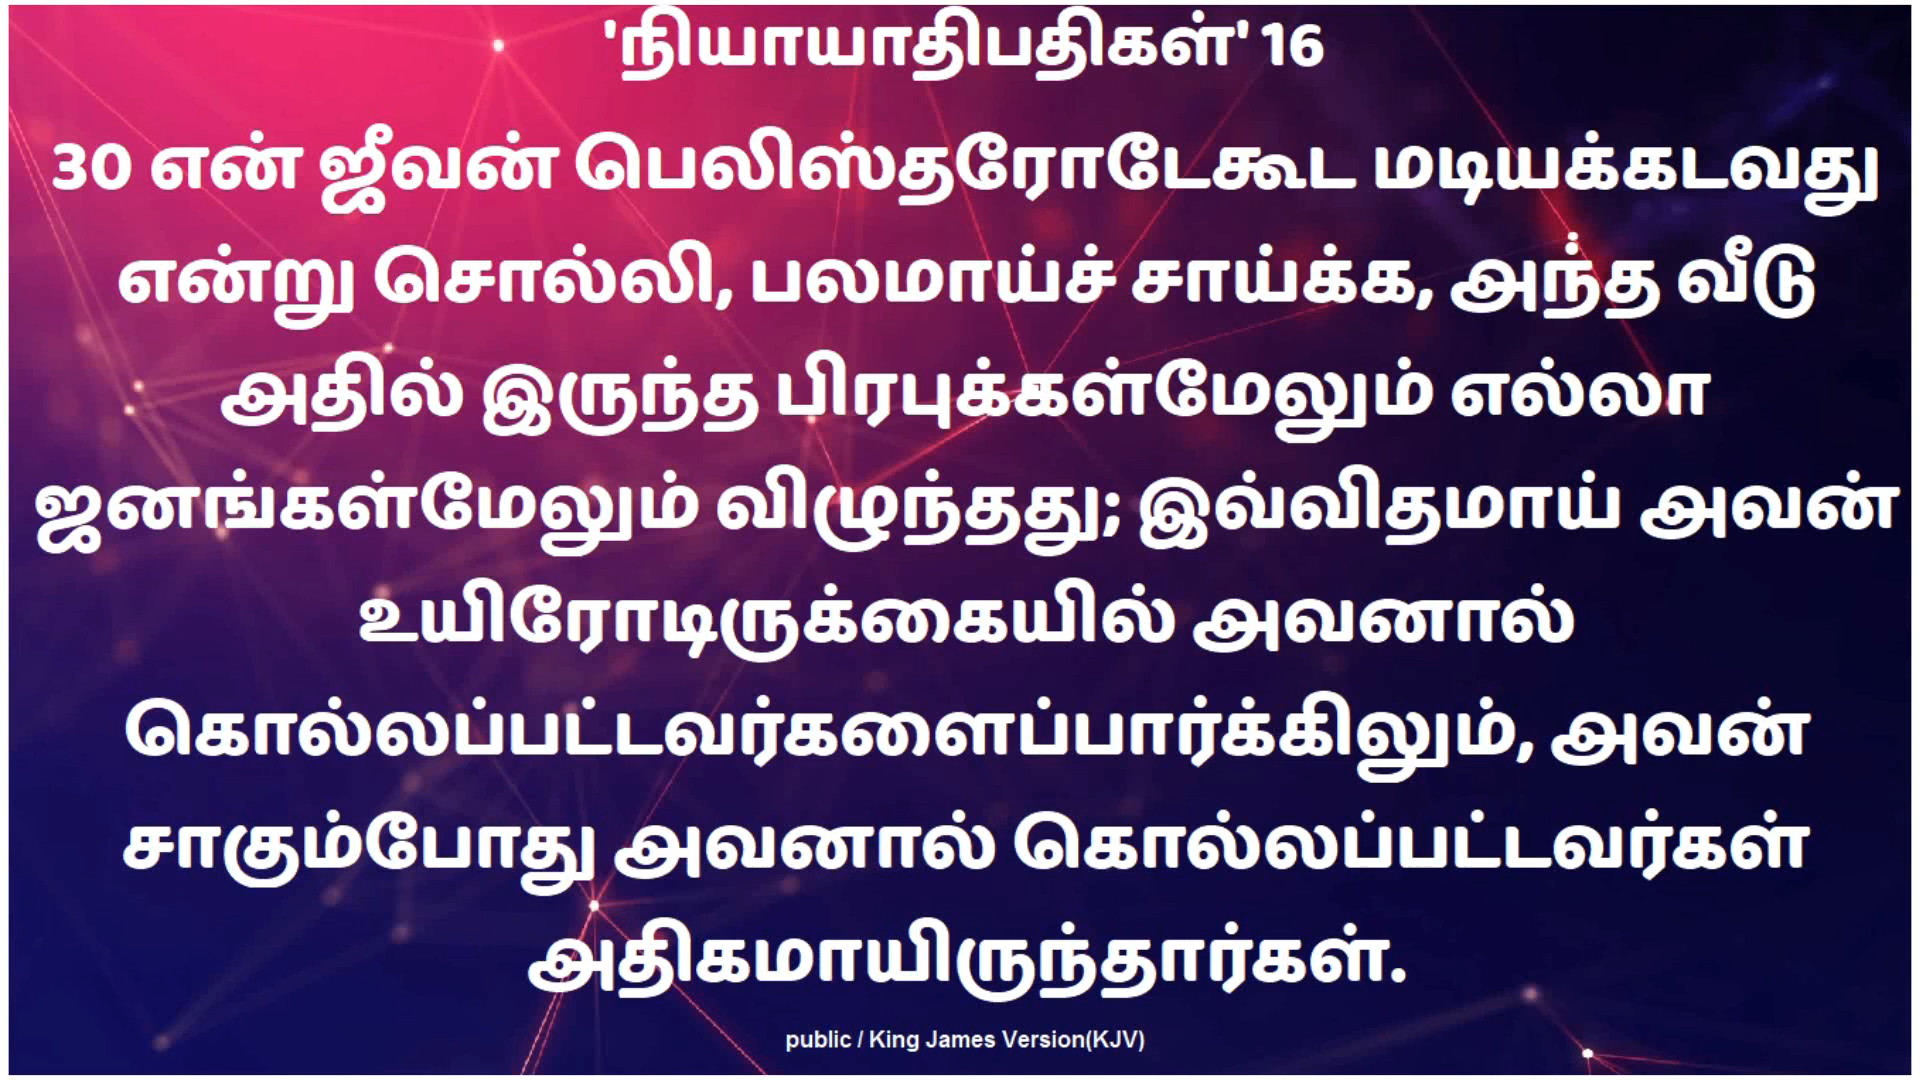 'நியாயாதிபதிகள்' 16
30 என் ஜீவன் பெலிஸ்தரோடேகூட மடியக்கடவது
என்று சொல்லி, பலமாய்ச் சாய்க்க, அந்த வீடு
அதில் இருந்த பிரபுக்கள்மேலும் எல்லா
ஜனங்கள்மேலும் விழுந்தது; இவ்விதமாய் அவன்
உயிரோடிருக்கையில் அவனால்
கொல்லப்பட்டவர்களைப்பார்க்கிலும், அவன்
சாகும்போது அவனால் கொல்லப்பட்டவர்கள்
அதிகமாயிருந்தார்கள்.
public / King James Version(KJV)